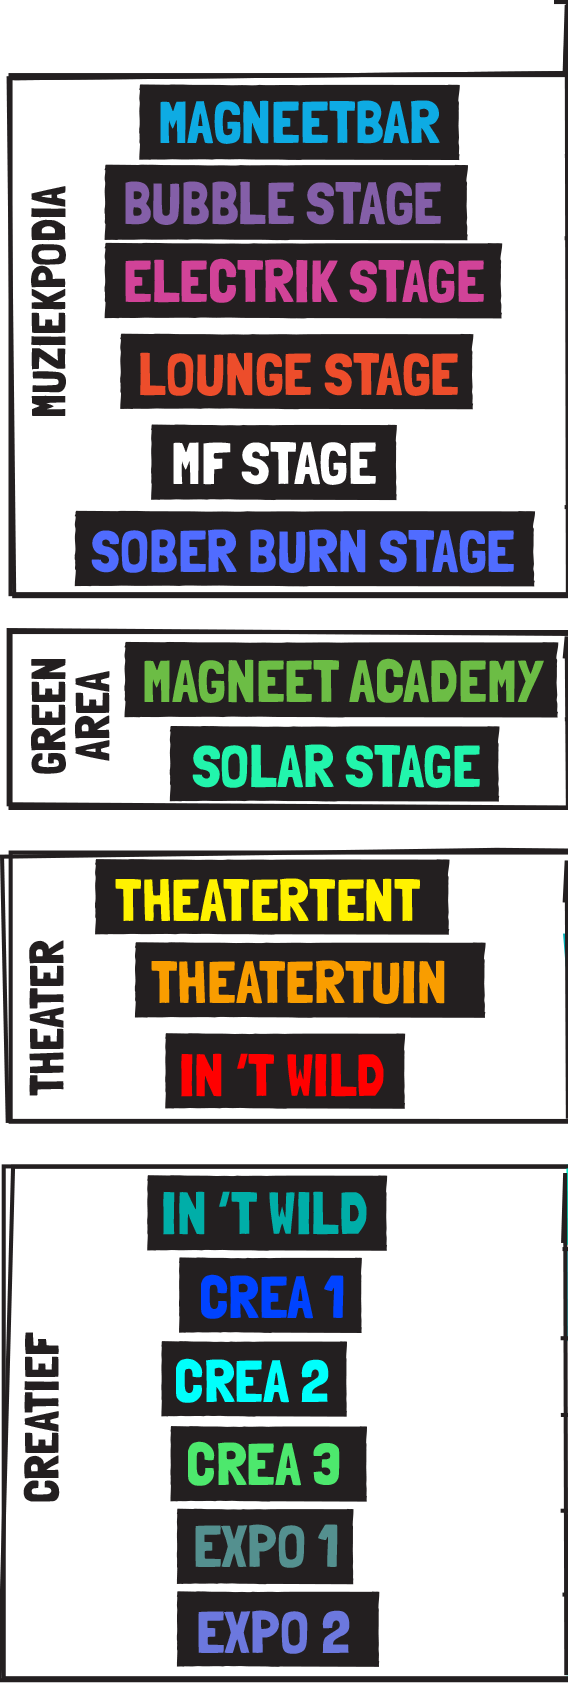 MUZIEKPODIA
MAGNEETBAR
BUBBLE STAGE
ELECTRIK STAGE
LOUNGE STAGE
MF STAGE
SOBER BURN STAGE
GREEN
AREA
MAGNEET ACADEMY
SOLAR STAGE
THEATER
THEATERTENT
THEATERTUIN
IN 'T WILD
CREATIEF
IN 'T WILD
CREA 1
CREA 2
CREA 3
EXPO 1
EXPO 2